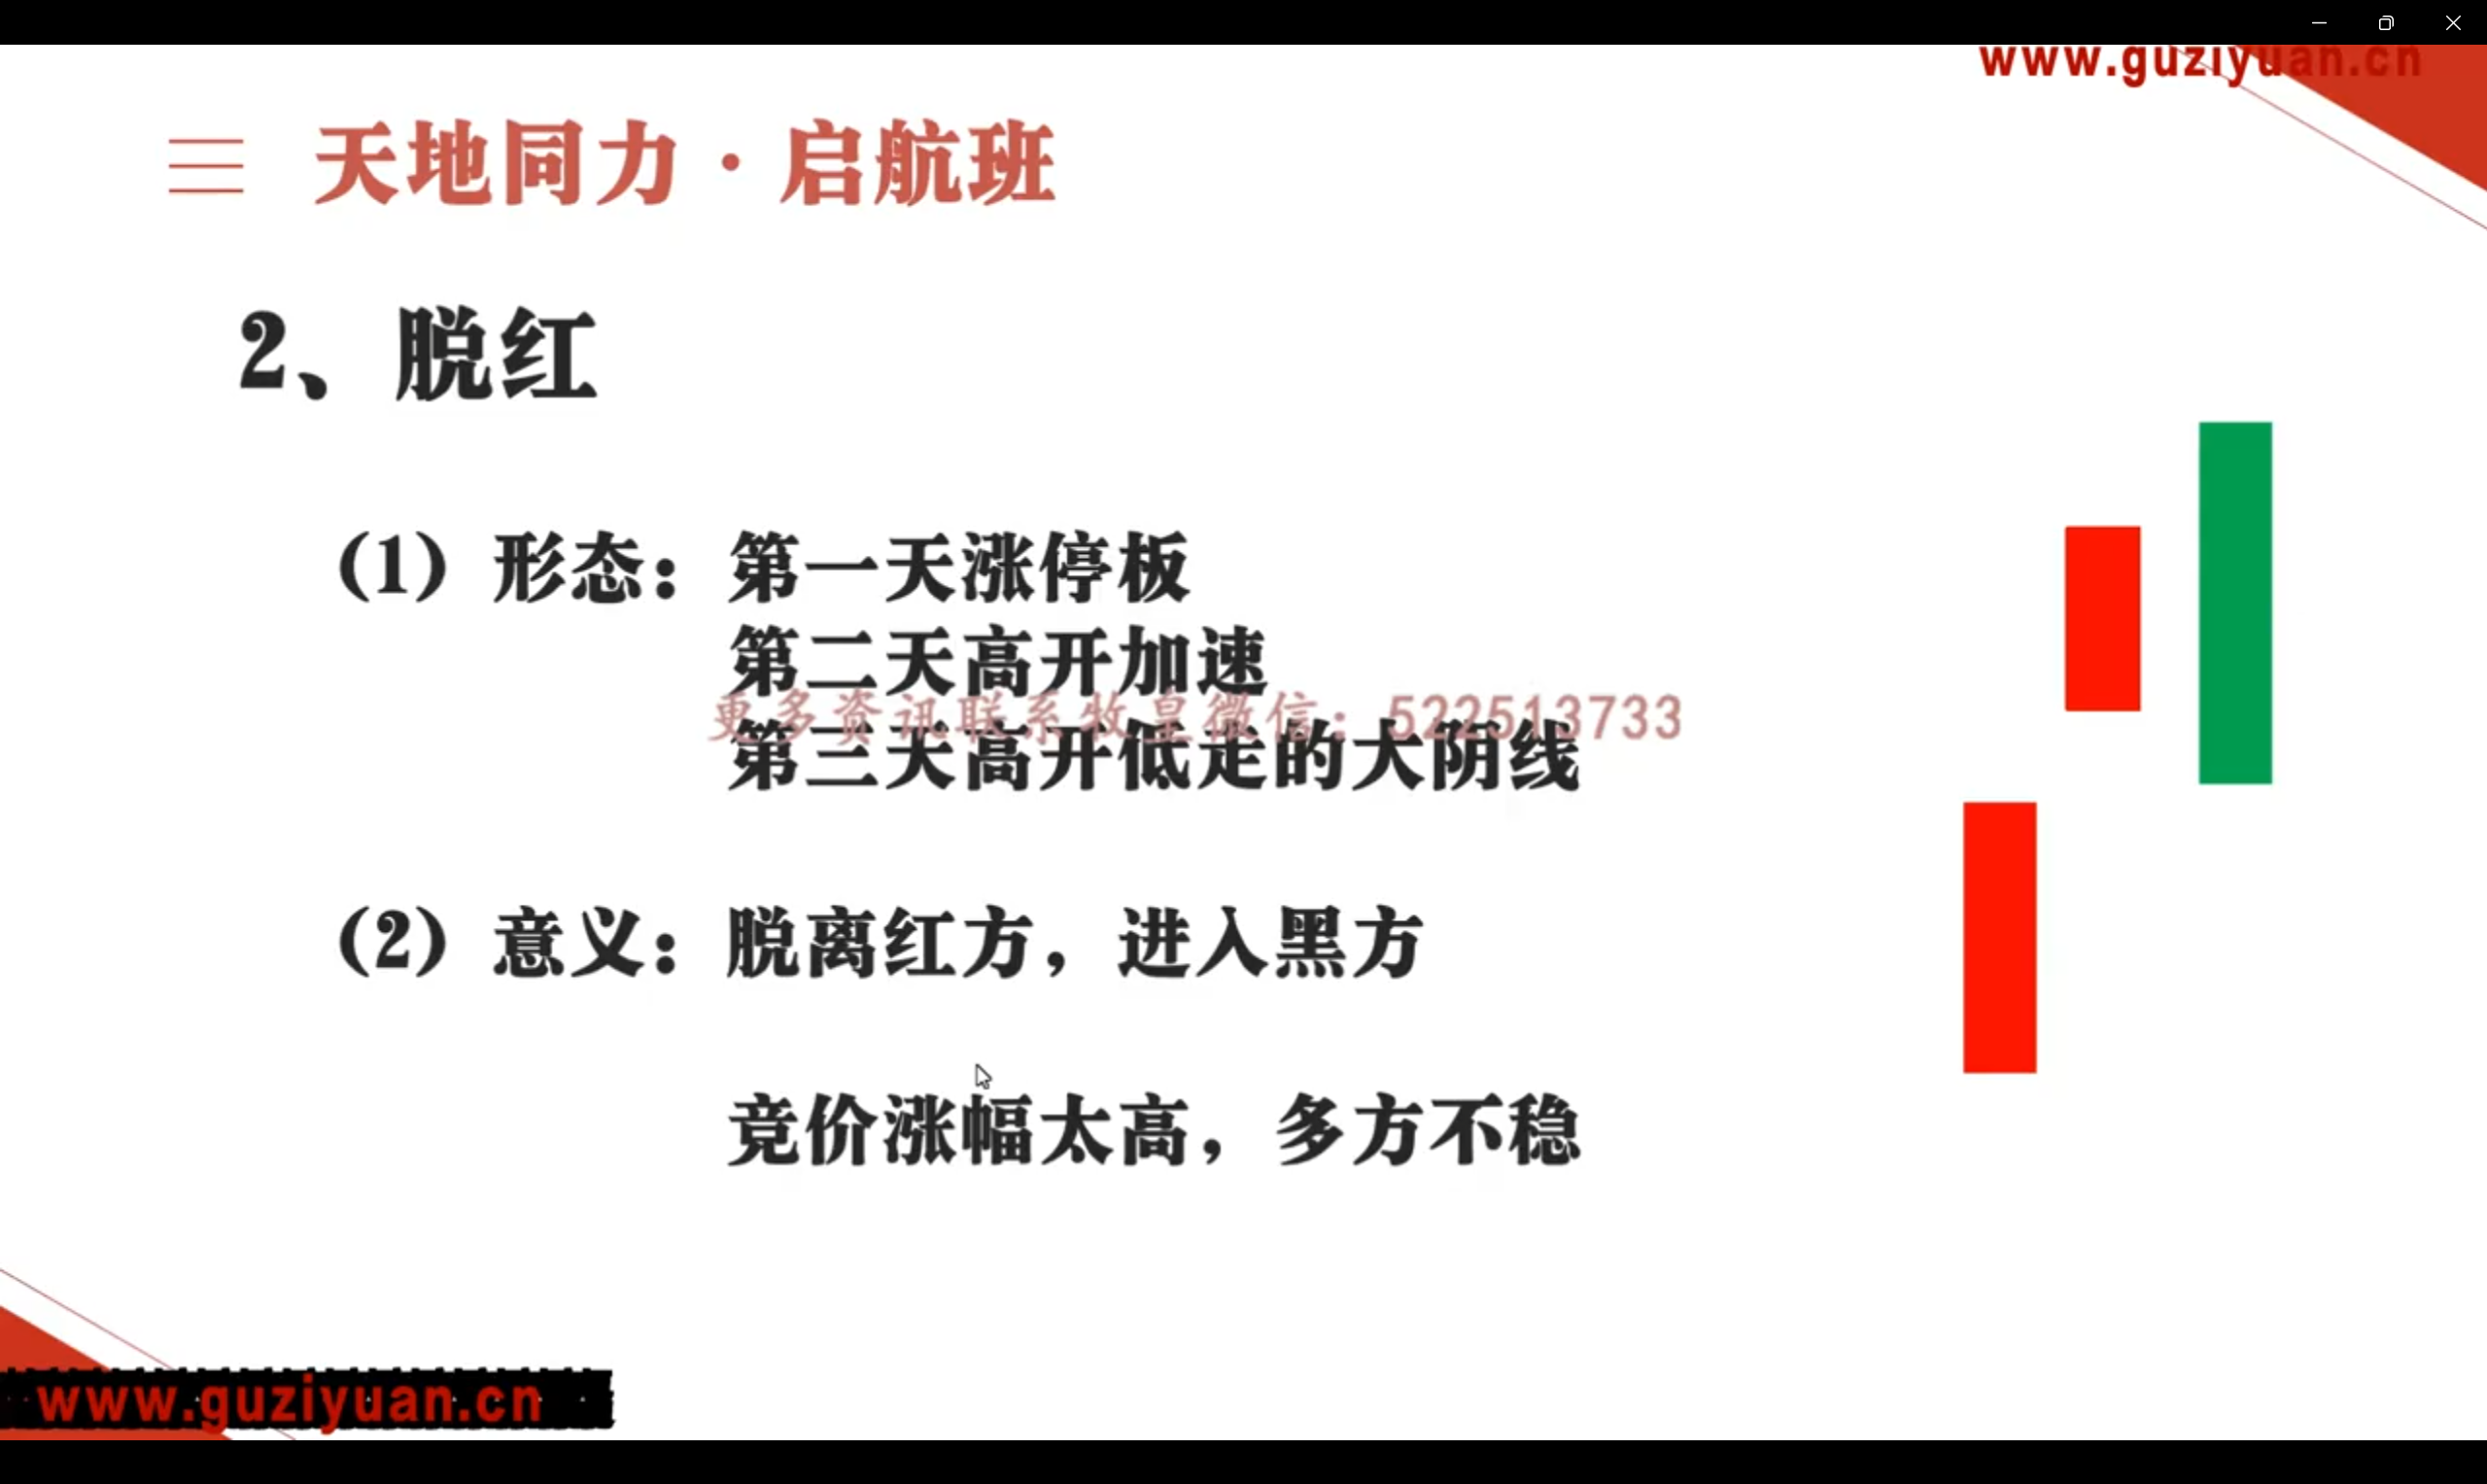 www.guziyuan.cn
天地同力·启航班
2、脱红
（1）形态：第一天涨停板
第二天高开加速
更多资讯联系牧皇微信：522513733
第三天高开低走的大阴线
（2）意义：脱离红方，进入黑方
竞价涨幅太高，多方不稳
www.guziyuan.cn